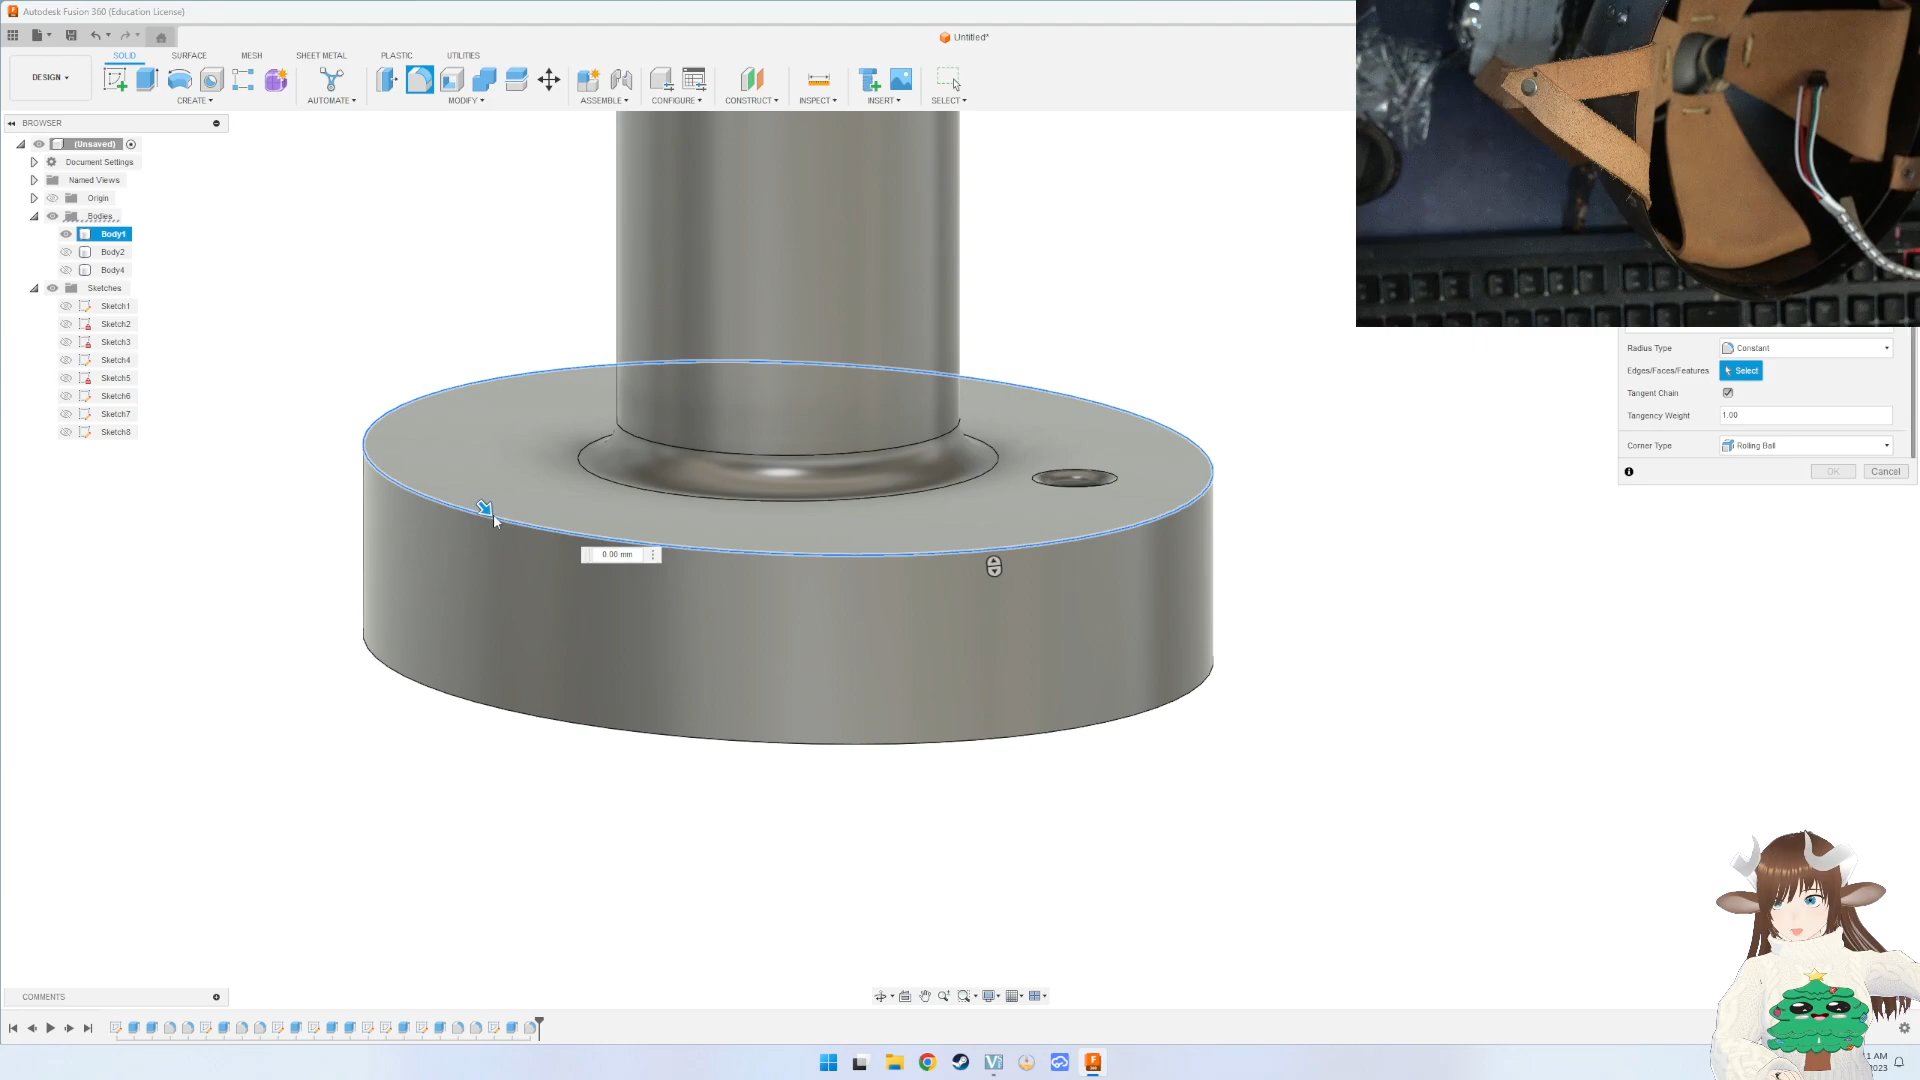 Autodesk Fusion 360 (Education License)
Untitled*
SOLID SURFACE MESH SHEET METAL PLASTIC UTILITIES
DESIGN
CREATE AUTOMATE MODIFY ASSEMBLE CONFIGURE CONSTRUCT INSPECT INSERT SELECT
BROWSER
(Unsaved)
Document Settings
Named Views
Origin
Bodies
Body1
Body2
Body4
Sketches
Sketch1
Sketch2
Sketch3
Sketch4
Sketch5
Sketch6
Sketch7
Sketch8
Radius Type Constant
Edges/Faces/Features Select
Tangent Chain
Tangency Weight 1.00
Corner Type Rolling Ball
OK Cancel
0.00 mm
COMMENTS
1 AM
2023